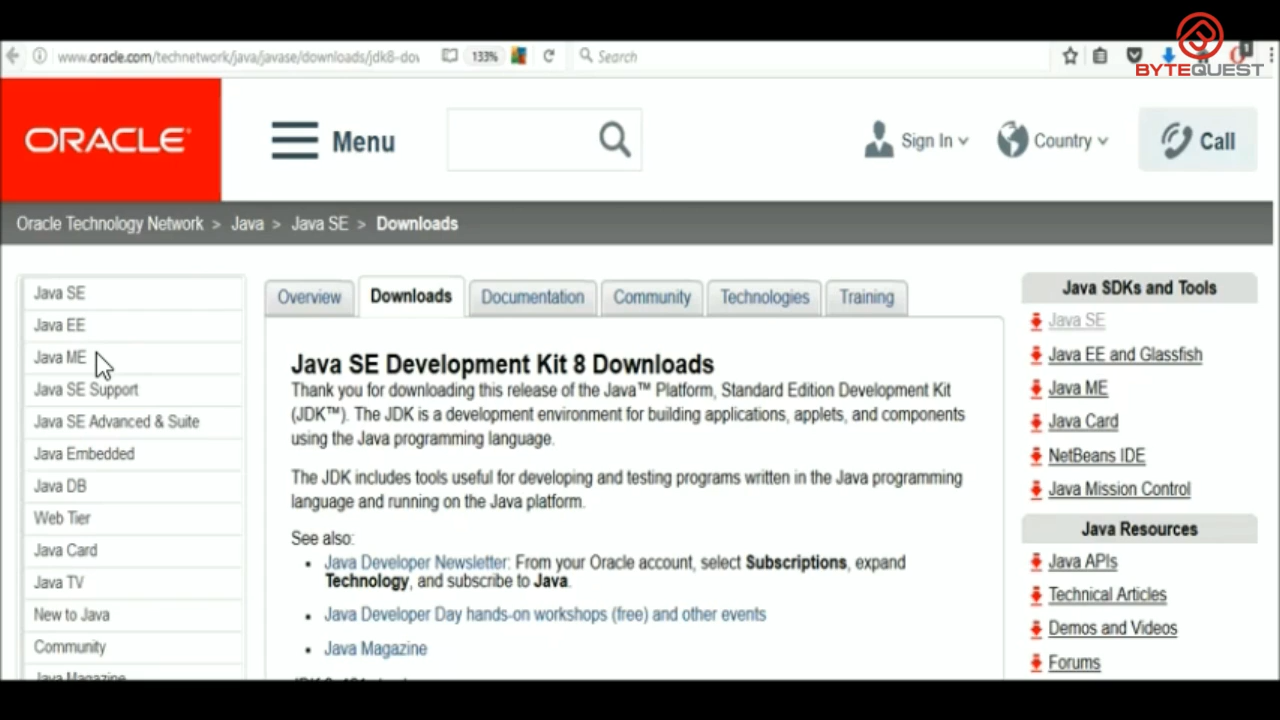 BYTEQUEST
www.oracle.com/technetwork/java/javase/downloads/jdk8-dov
133%
Search
1
ORACLE
Menu
Sign In
Country
Call
Oracle Technology Network > Java > Java SE > Downloads
Java SE
Java EE
Java ME
Java SE Support
Java SE Advanced & Suite
Java Embedded
Java DB
Web Tier
Java Card
Java TV
New to Java
Community
Java Magazine
Overview
Downloads
Documentation
Community
Technologies
Training
Java SE Development Kit 8 Downloads
Thank you for downloading this release of the Java™ Platform, Standard Edition Development Kit
(JDK™). The JDK is a development environment for building applications, applets, and components
using the Java programming language.
The JDK includes tools useful for developing and testing programs written in the Java programming
language and running on the Java platform.
See also:
• Java Developer Newsletter: From your Oracle account, select Subscriptions, expand
Technology, and subscribe to Java.
• Java Developer Day hands-on workshops (free) and other events
• Java Magazine
Java SDKs and Tools
Java SE
Java EE and Glassfish
Java ME
Java Card
NetBeans IDE
Java Mission Control
Java Resources
Java APIs
Technical Articles
Demos and Videos
Forums